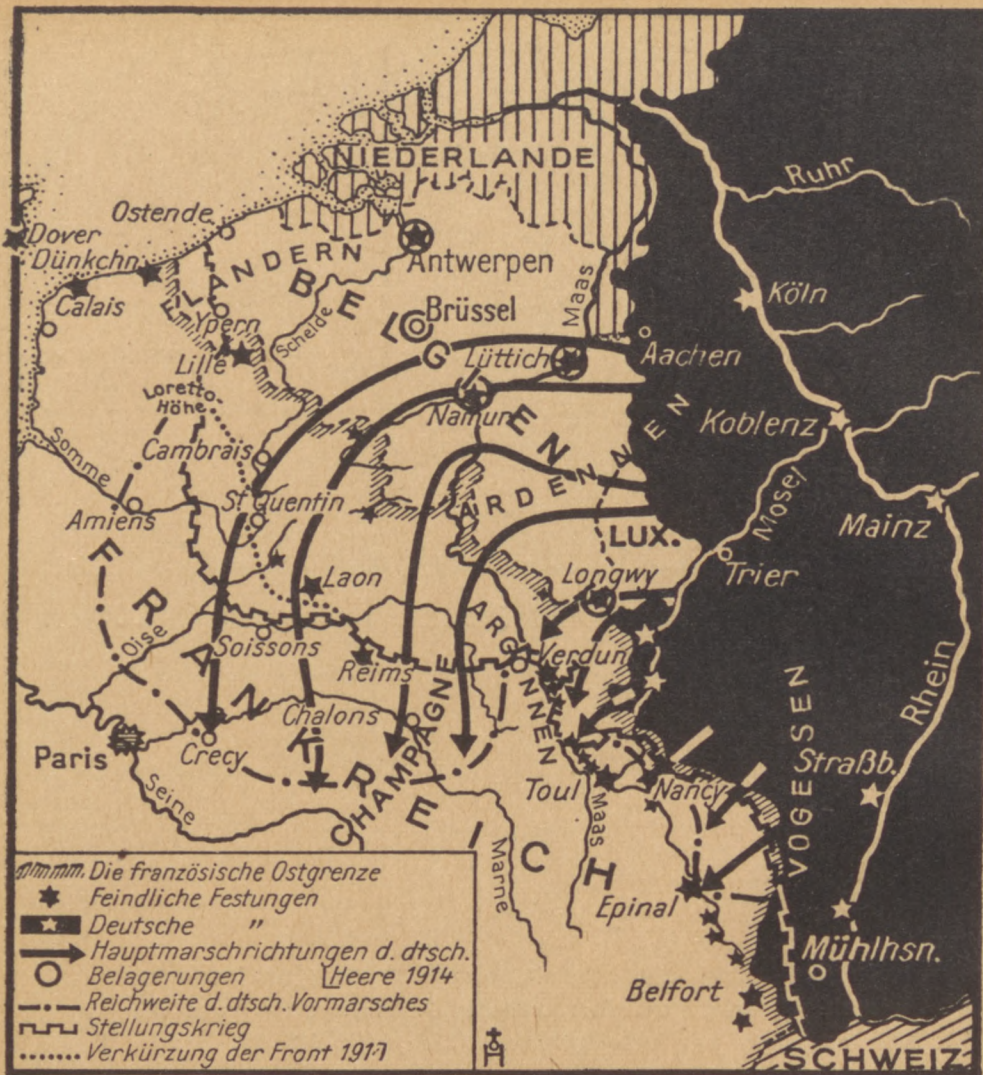 NIEDERLANDE
Ruhr
Ostende
Dover
Dünkchn.
FLANDERN
Antwerpen
Calais
BELGIEN
Maas
Köln
Ypern
Schelde
Brüssel
Lille
Lüttich
Aachen
Loretto-
Höhe
Namur
Koblenz
Somme
Cambrais
ARDENNEN
Mosel
Amiens
St Quentin
Mainz
LUX.
FRANKREICH
Laon
Longwy
Trier
Oise
Soissons
ARGONNEN
Verdun
Reims
Rhein
Chalons
CHAMPAGNE
VOGESSEN
Paris
Crecy
Straßb.
Seine
Toul
Maas
Nancy
Marne
Epinal
Mühlhsn.
Belfort
SCHWEIZ
Die französische Ostgrenze
Feindliche Festungen
Deutsche "
Hauptmarschrichtungen d. dtsch.
Belagerungen [Heere 1914
Reichweite d. dtsch. Vormarsches
Stellungskrieg
Verkürzung der Front 1917